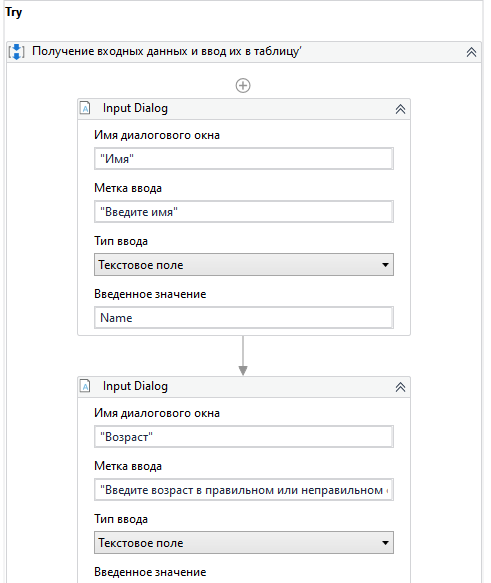 Try
Получение входных данных и ввод их в таблицу'
Input Dialog
Имя диалогового окна
"Имя"
Метка ввода
"Введите имя"
Тип ввода
Текстовое поле
Введенное значение
Name
Input Dialog
Имя диалогового окна
"Возраст"
Метка ввода
"Введите возраст в правильном или неправильном
Тип ввода
Текстовое поле
Введенное значение